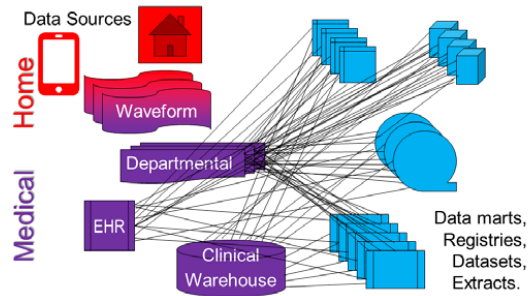 Data Sources
Home
Waveform
Departmental
Medical
EHR
Clinical
Warehouse
Data marts,
Registries,
Datasets,
Extracts.